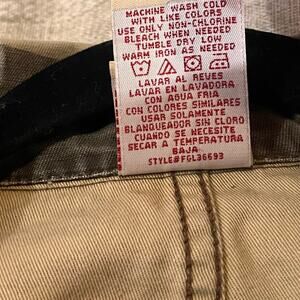 MACHINE WASH COLD
WITH LIKE COLORS
USE ONLY NON-CHLORINE
BLEACH WHEN NEEDED
TUMBLE DRY LOW
WARM IRON AS NEEDED
LAVAR AL REVES
LAVAR EN LAVADORA
CON AGUA FRIA
CON COLORES SIMILARES
USAR SOLAMENTE
BLANQUEADOR SIN CLORO
CUANDO SE NECESITE
SECAR A TEMPERATURA
BAJA
STYLE#FGL36693